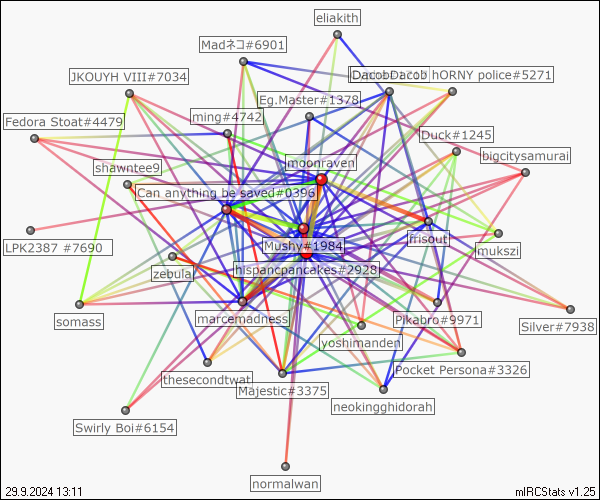 eliakith
Madネコ#6901
JKOUYH VIII#7034
hORNY police#5271
Eg.Master#1378
ming#4742
Fedora Stoat#4479
Duck#1245
bigcitysamurai
moonraven
shawntee9
Can anything be saved#0396
LPK2387 #7690
Mushy#1984
frisout
mukszi
zebular
hispancpancakes#2928
somass
marcemadness
Pikabro#9971
Silver#7938
yoshimanden
Pocket Persona#3326
thesecondtwat
Majestic#3375
neokingghidorah
Swirly Boi#6154
normalwan
29.9.2024 13:11
mIRCStats v1.25